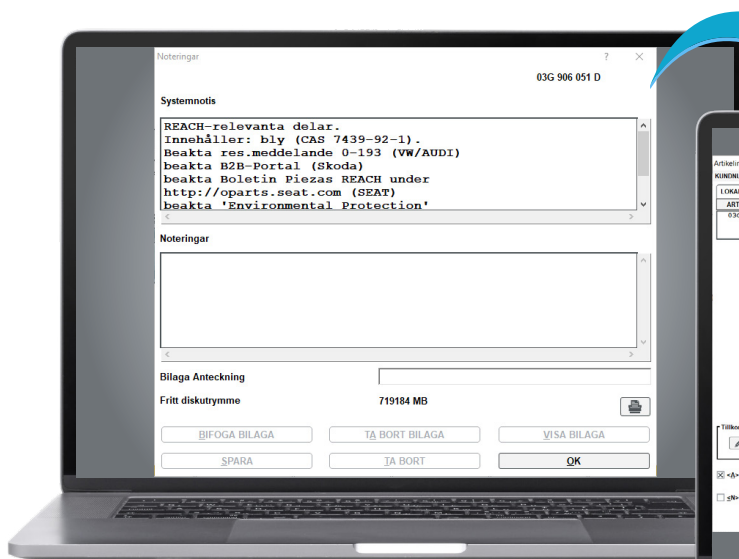 Noteringar
03G 906 051 D
Systemnotis
REACH-relevanta delar.
Innehåller: bly (CAS 7439-92-1).
Beakta res.meddelande 0-193 (VW/AUDI)
beakta B2B-Portal (Skoda)
beakta Boletin Piezas REACH under
http://oparts.seat.com (SEAT)
beakta 'Environmental Protection'
Noteringar
Bilaga Anteckning
Fritt diskutrymme 719184 MB
BIFOGA BILAGA TA BORT BILAGA VISA BILAGA
SPARA TA BORT OK